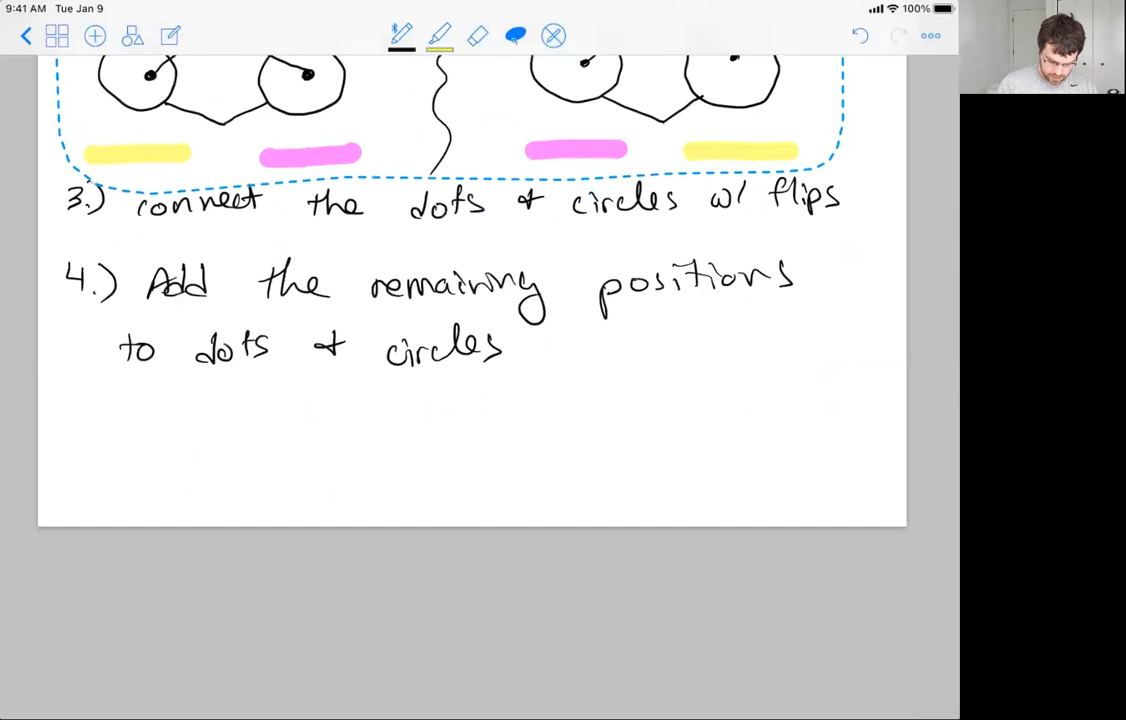 9:41 AM Tue Jan 9
100%
3.) connect the dots & circles w/ flips
4.) Add the remaining positions
to dots & circles